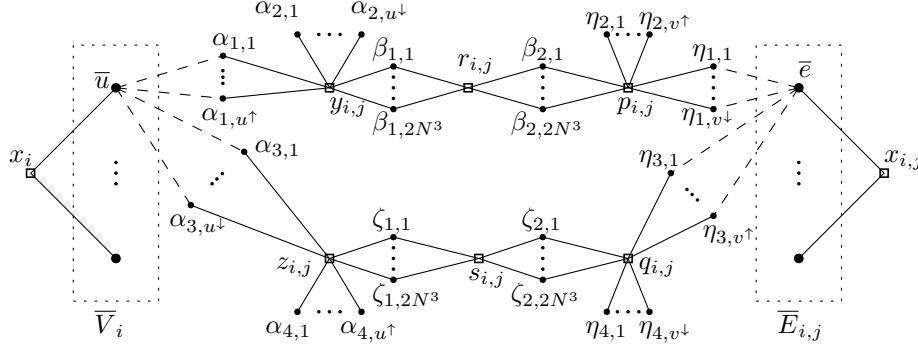 α_{2,1} α_{2,u↓} η_{2,1} η_{2,v↑}
α_{1,1} β_{1,1} r_{i,j} β_{2,1} η_{1,1}
u̅ e̅
α_{1,u↑} y_{i,j} β_{1,2N³} β_{2,2N³} p_{i,j} η_{1,v↓}
x_i α_{3,1} η_{3,1} x_{i,j}
α_{3,u↓} ζ_{1,1} ζ_{2,1} η_{3,v↑}
z_{i,j} ζ_{1,2N³} s_{i,j} ζ_{2,2N³} q_{i,j}
V̅_i α_{4,1} α_{4,u↑} η_{4,1} η_{4,v↓} E̅_{i,j}